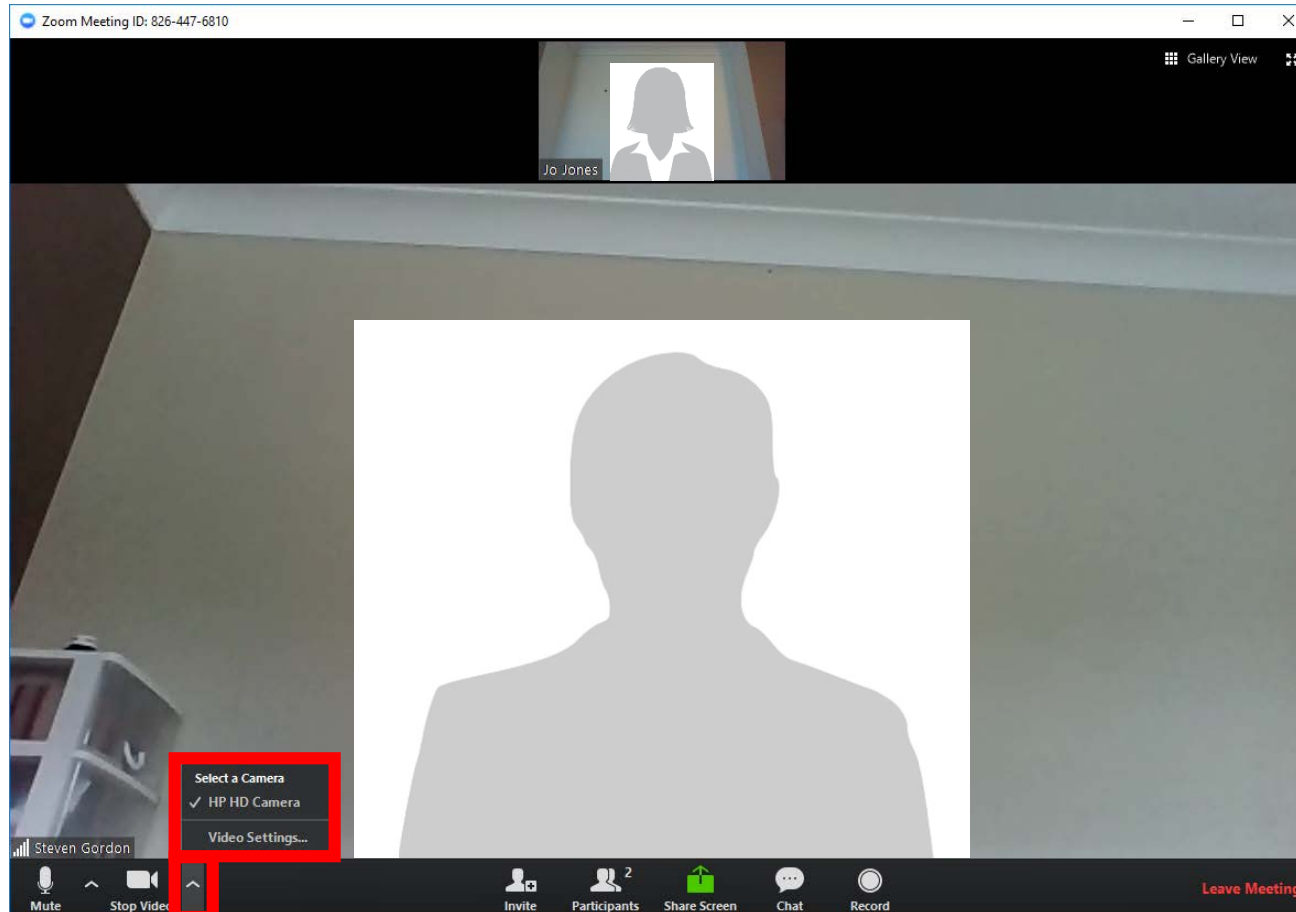 Zoom Meeting ID: 826-447-6810
Gallery View
Jo Jones
Select a Camera
✓ HP HD Camera
Video Settings...
Steven Gordon
Mute
Stop Video
Invite
Participants 2
Share Screen
Chat
Record
Leave Meeting